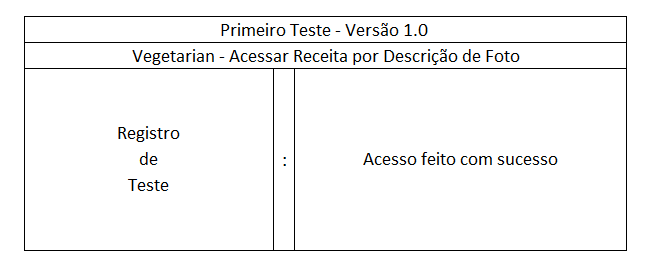 Primeiro Teste - Versão 1.0
Vegetarian - Acessar Receita por Descrição de Foto
Registro
de
Teste
:
Acesso feito com sucesso